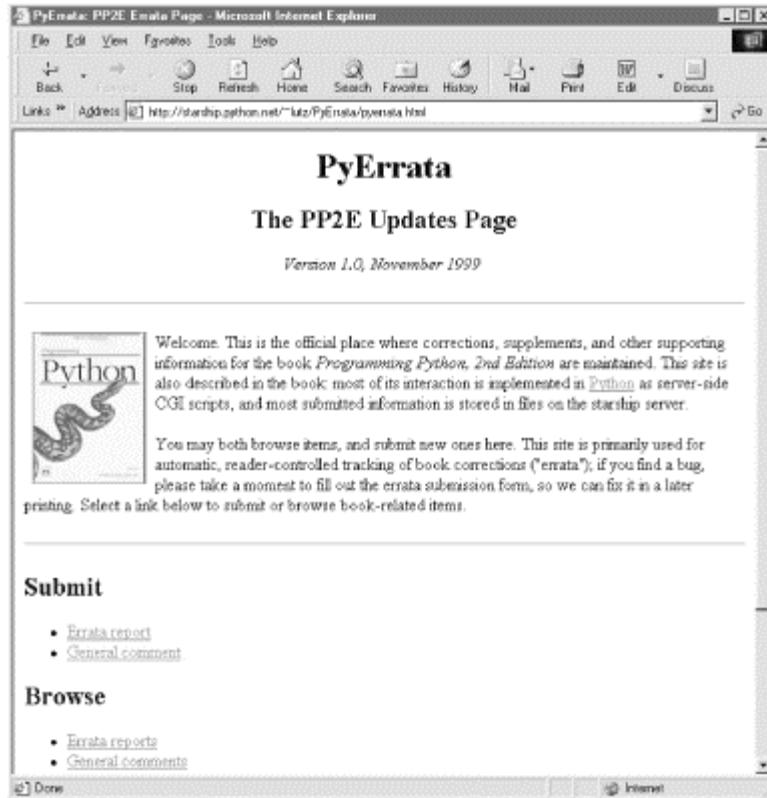 PyErrata: PP2E Errata Page - Microsoft Internet Explorer
File Edit View Favorites Tools Help
Back Forward Stop Refresh Home Search Favorites History Mail Print Edit Discuss
Links » Address http://starship.python.net/~lutz/PyErrata/pyerrata.html Go
PyErrata
The PP2E Updates Page
Version 1.0, November 1999
Python
Welcome. This is the official place where corrections, supplements, and other supporting
information for the book Programming Python, 2nd Edition are maintained. This site is
also described in the book: most of its interaction is implemented in Python as server-side
CGI scripts, and most submitted information is stored in files on the starship server.
You may both browse items, and submit new ones here. This site is primarily used for
automatic, reader-controlled tracking of book corrections ("errata"); if you find a bug,
please take a moment to fill out the errata submission form, so we can fix it in a later
printing. Select a link below to submit or browse book-related items.
Submit
• Errata report
• General comment
Browse
• Errata reports
• General comments
Done Internet